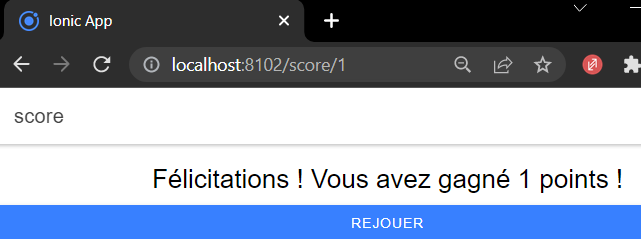 Ionic App
localhost:8102/score/1
score
Félicitations ! Vous avez gagné 1 points !
REJOUER